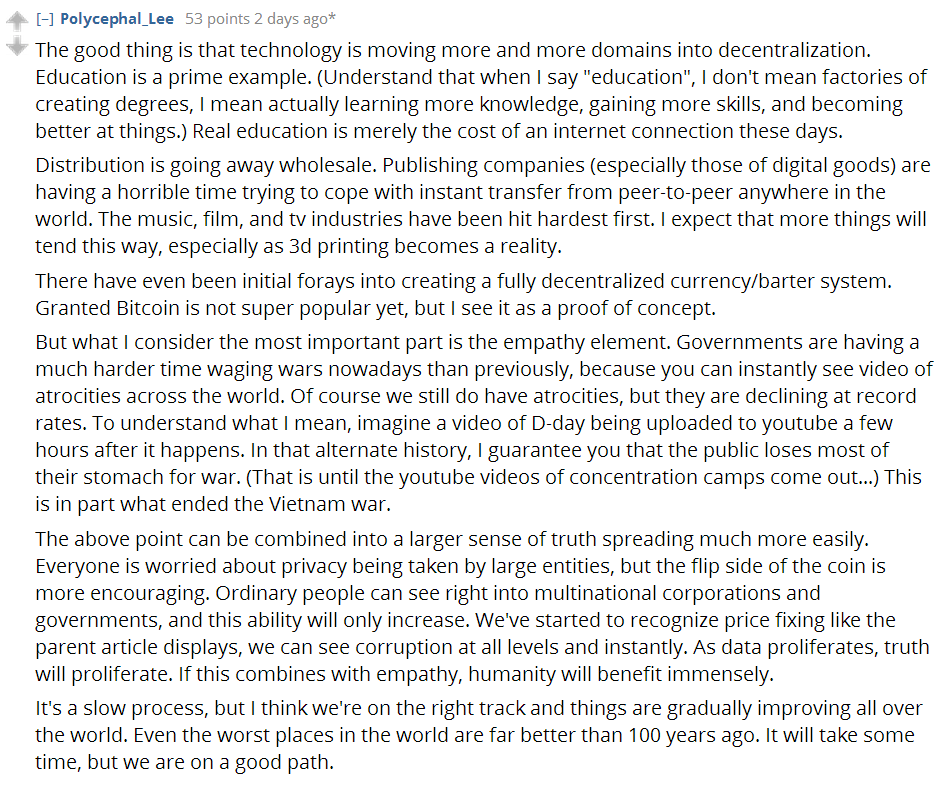 [–] Polycephal_Lee 53 points 2 days ago*
The good thing is that technology is moving more and more domains into decentralization.
Education is a prime example. (Understand that when I say "education", I don't mean factories of
creating degrees, I mean actually learning more knowledge, gaining more skills, and becoming
better at things.) Real education is merely the cost of an internet connection these days.
Distribution is going away wholesale. Publishing companies (especially those of digital goods) are
having a horrible time trying to cope with instant transfer from peer-to-peer anywhere in the
world. The music, film, and tv industries have been hit hardest first. I expect that more things will
tend this way, especially as 3d printing becomes a reality.
There have even been initial forays into creating a fully decentralized currency/barter system.
Granted Bitcoin is not super popular yet, but I see it as a proof of concept.
But what I consider the most important part is the empathy element. Governments are having a
much harder time waging wars nowadays than previously, because you can instantly see video of
atrocities across the world. Of course we still do have atrocities, but they are declining at record
rates. To understand what I mean, imagine a video of D-day being uploaded to youtube a few
hours after it happens. In that alternate history, I guarantee you that the public loses most of
their stomach for war. (That is until the youtube videos of concentration camps come out...) This
is in part what ended the Vietnam war.
The above point can be combined into a larger sense of truth spreading much more easily.
Everyone is worried about privacy being taken by large entities, but the flip side of the coin is
more encouraging. Ordinary people can see right into multinational corporations and
governments, and this ability will only increase. We've started to recognize price fixing like the
parent article displays, we can see corruption at all levels and instantly. As data proliferates, truth
will proliferate. If this combines with empathy, humanity will benefit immensely.
It's a slow process, but I think we're on the right track and things are gradually improving all over
the world. Even the worst places in the world are far better than 100 years ago. It will take some
time, but we are on a good path.